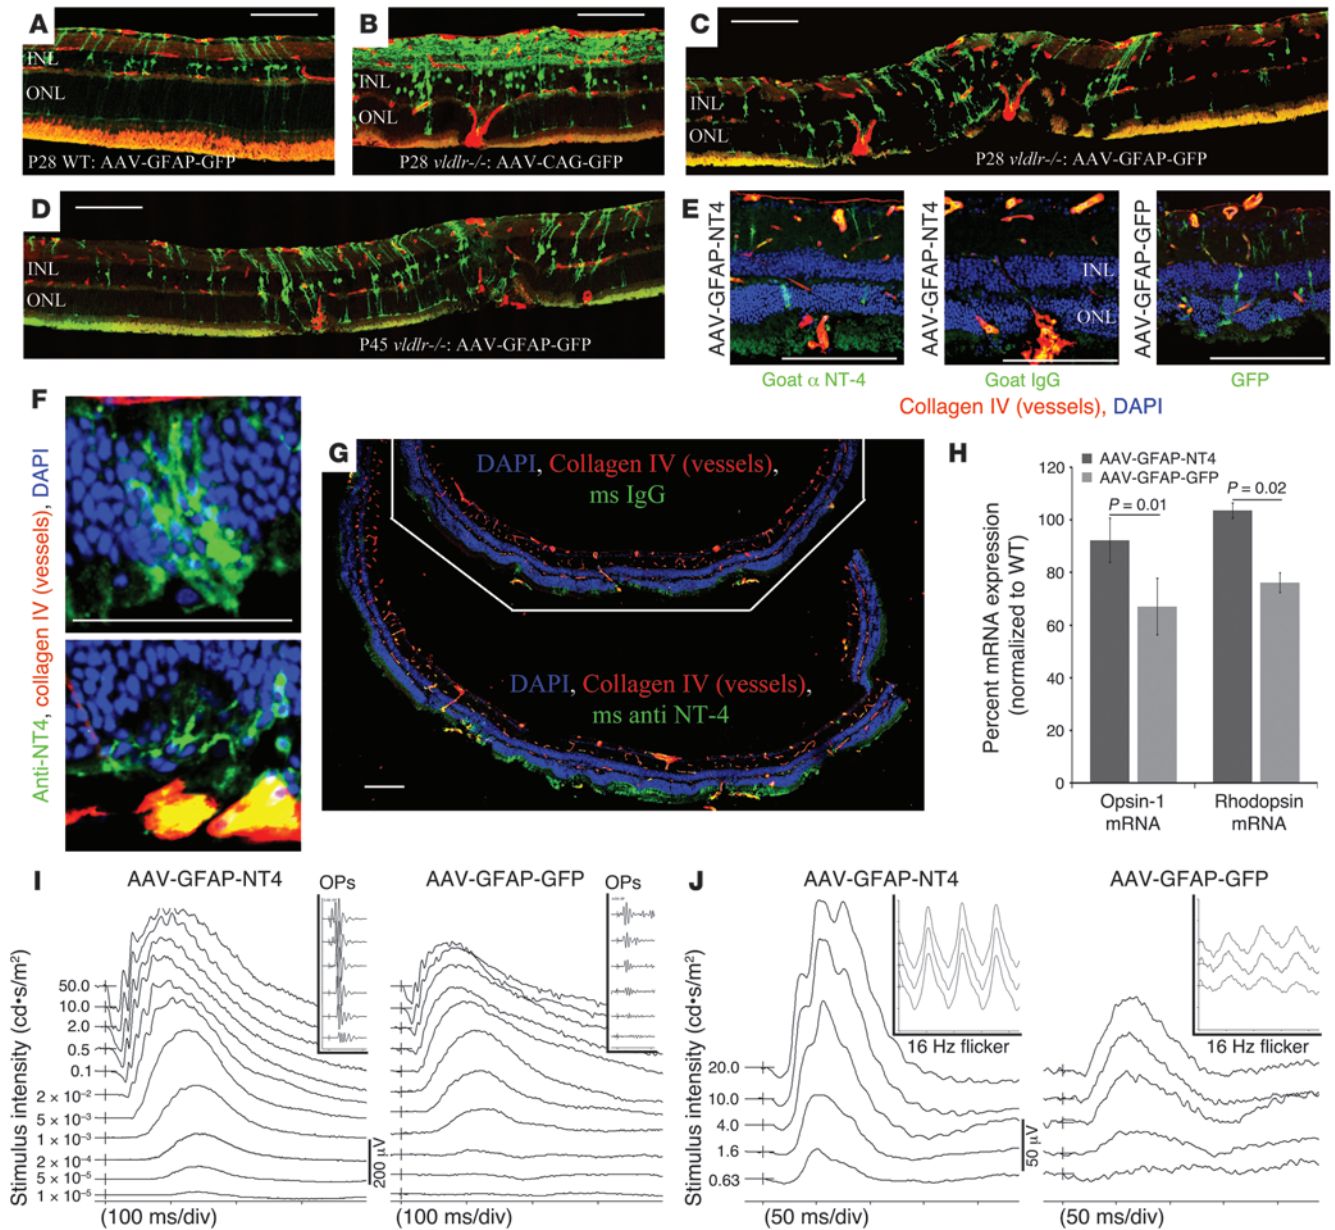 A
INL
ONL
P28 WT: AAV-GFAP-GFP
B
INL
ONL
P28 vldlr-/-: AAV-CAG-GFP
C
INL
ONL
P28 vldlr-/-: AAV-GFAP-GFP
D
INL
ONL
P45 vldlr-/-: AAV-GFAP-GFP
E
AAV-GFAP-NT4
Goat α NT-4
AAV-GFAP-NT4
INL
ONL
Goat IgG
AAV-GFAP-GFP
GFP
Collagen IV (vessels), DAPI
F
Anti-NT4, collagen IV (vessels), DAPI
G
DAPI, Collagen IV (vessels),
ms IgG
DAPI, Collagen IV (vessels),
ms anti NT-4
H
AAV-GFAP-NT4
AAV-GFAP-GFP
P = 0.01
P = 0.02
Percent mRNA expression
(normalized to WT)
120
100
80
60
40
20
0
Opsin-1
mRNA
Rhodopsin
mRNA
I
AAV-GFAP-NT4
OPs
AAV-GFAP-GFP
OPs
Stimulus intensity (cd•s/m²)
50.0
10.0
2.0
0.5
0.1
2 × 10⁻²
5 × 10⁻³
1 × 10⁻³
2 × 10⁻⁴
5 × 10⁻⁵
1 × 10⁻⁵
200 μV
(100 ms/div)
(100 ms/div)
J
AAV-GFAP-NT4
16 Hz flicker
AAV-GFAP-GFP
16 Hz flicker
Stimulus intensity (cd•s/m²)
20.0
10.0
4.0
1.6
0.63
50 μV
(50 ms/div)
(50 ms/div)